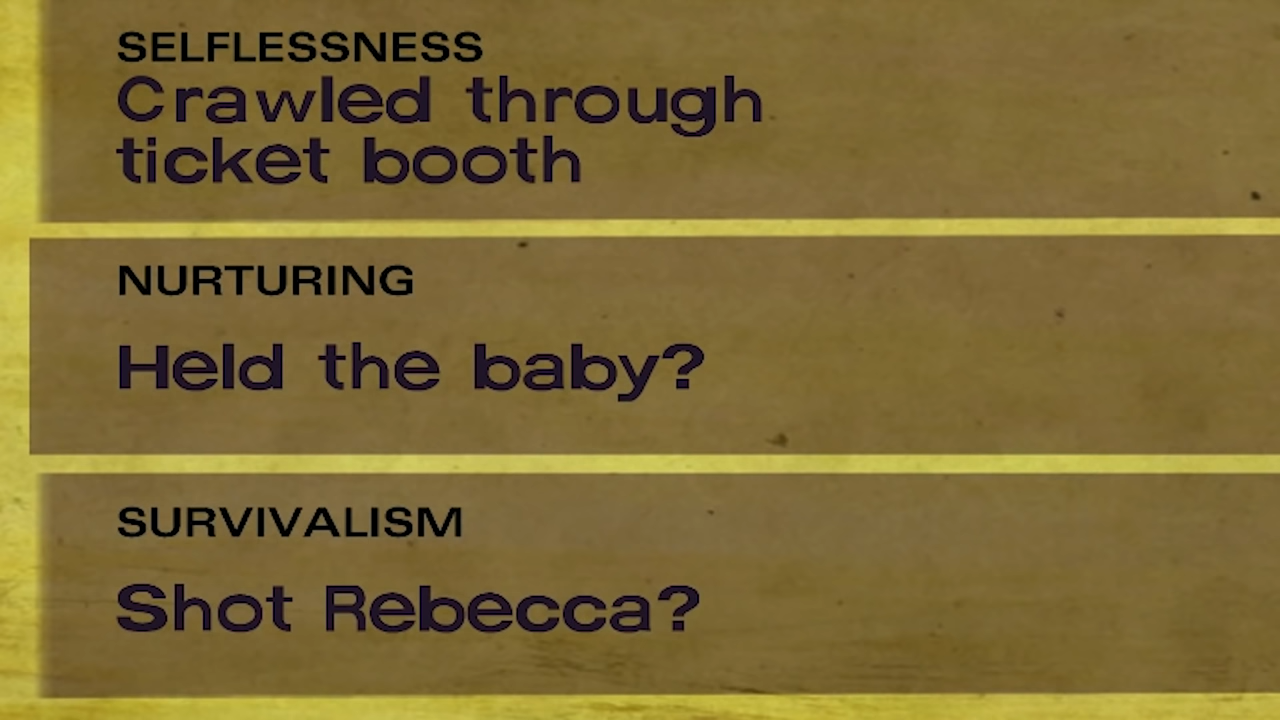 SELFLESSNESS
Crawled through
ticket booth
NURTURING
Held the baby?
SURVIVALISM
Shot Rebecca?